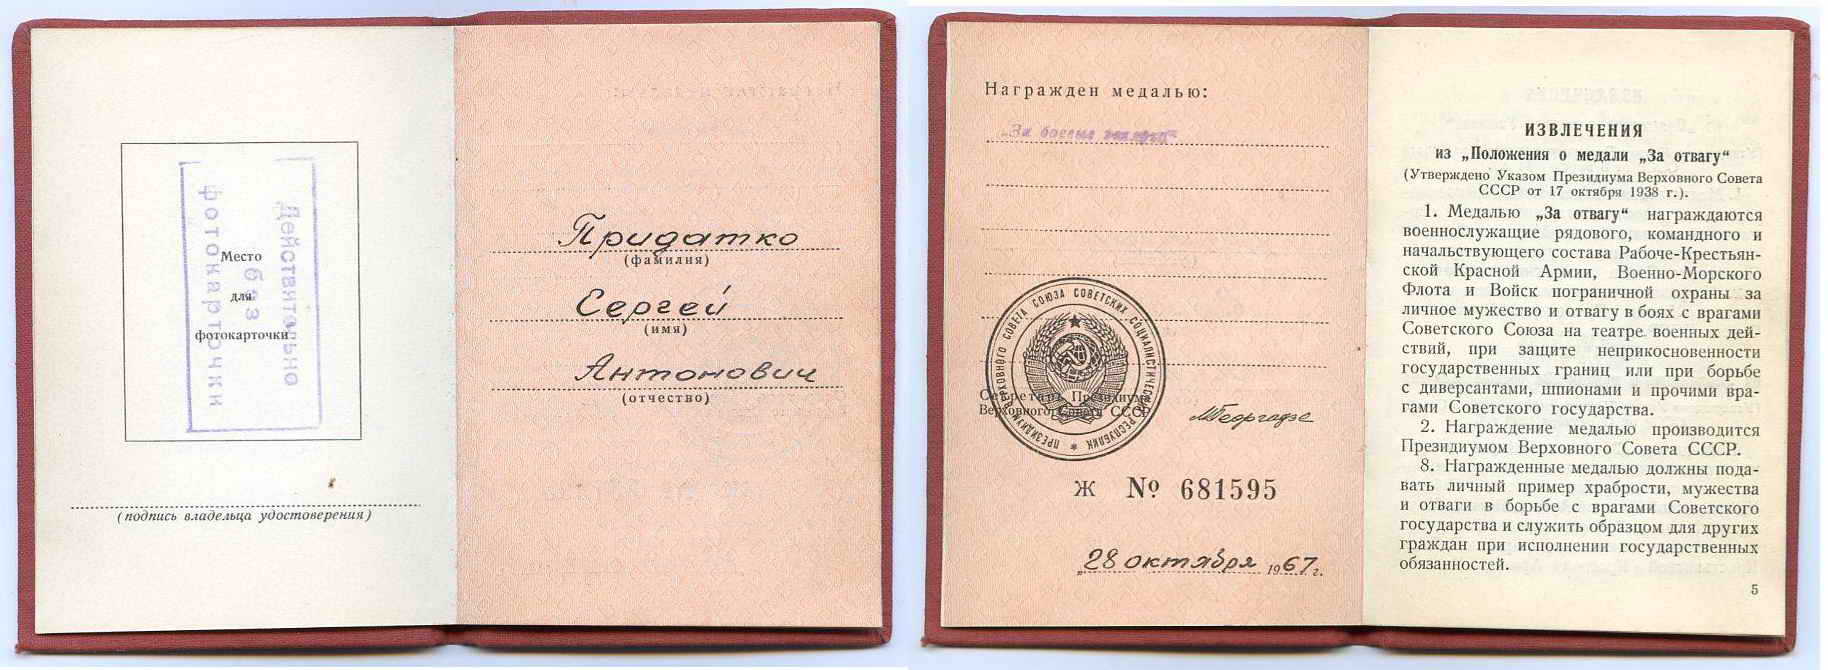 Действительно
без
фотокарточки
Место
для
фотокарточки
(подпись владельца удостоверения)
Придатко
(фамилия)
Сергей
(имя)
Антонович
(отчество)
Награжден медалью:
„За боевые заслуги“
ПРЕЗИДИУМ ВЕРХОВНОГО СОВЕТА СОЮЗА СОВЕТСКИХ СОЦИАЛИСТИЧЕСКИХ РЕСПУБЛИК *
Секретарь Президиума
Верховного Совета СССР
МГеоргадзе
Ж № 681595
„28 октября 1967 г.
ИЗВЛЕЧЕНИЯ
из „Положения о медали „За отвагу“
(Утверждено Указом Президиума Верховного Совета
СССР от 17 октября 1938 г.).
1. Медалью „За отвагу“ награждаются
военнослужащие рядового, командного и
начальствующего состава Рабоче-Крестьян-
ской Красной Армии, Военно-Морского
Флота и Войск пограничной охраны за
личное мужество и отвагу в боях с врагами
Советского Союза на театре военных дей-
ствий, при защите неприкосновенности
государственных границ или при борьбе
с диверсантами, шпионами и прочими вра-
гами Советского государства.
2. Награждение медалью производится
Президиумом Верховного Совета СССР.
8. Награжденные медалью должны пода-
вать личный пример храбрости, мужества
и отваги в борьбе с врагами Советского
государства и служить образцом для других
граждан при исполнении государственных
обязанностей.
5